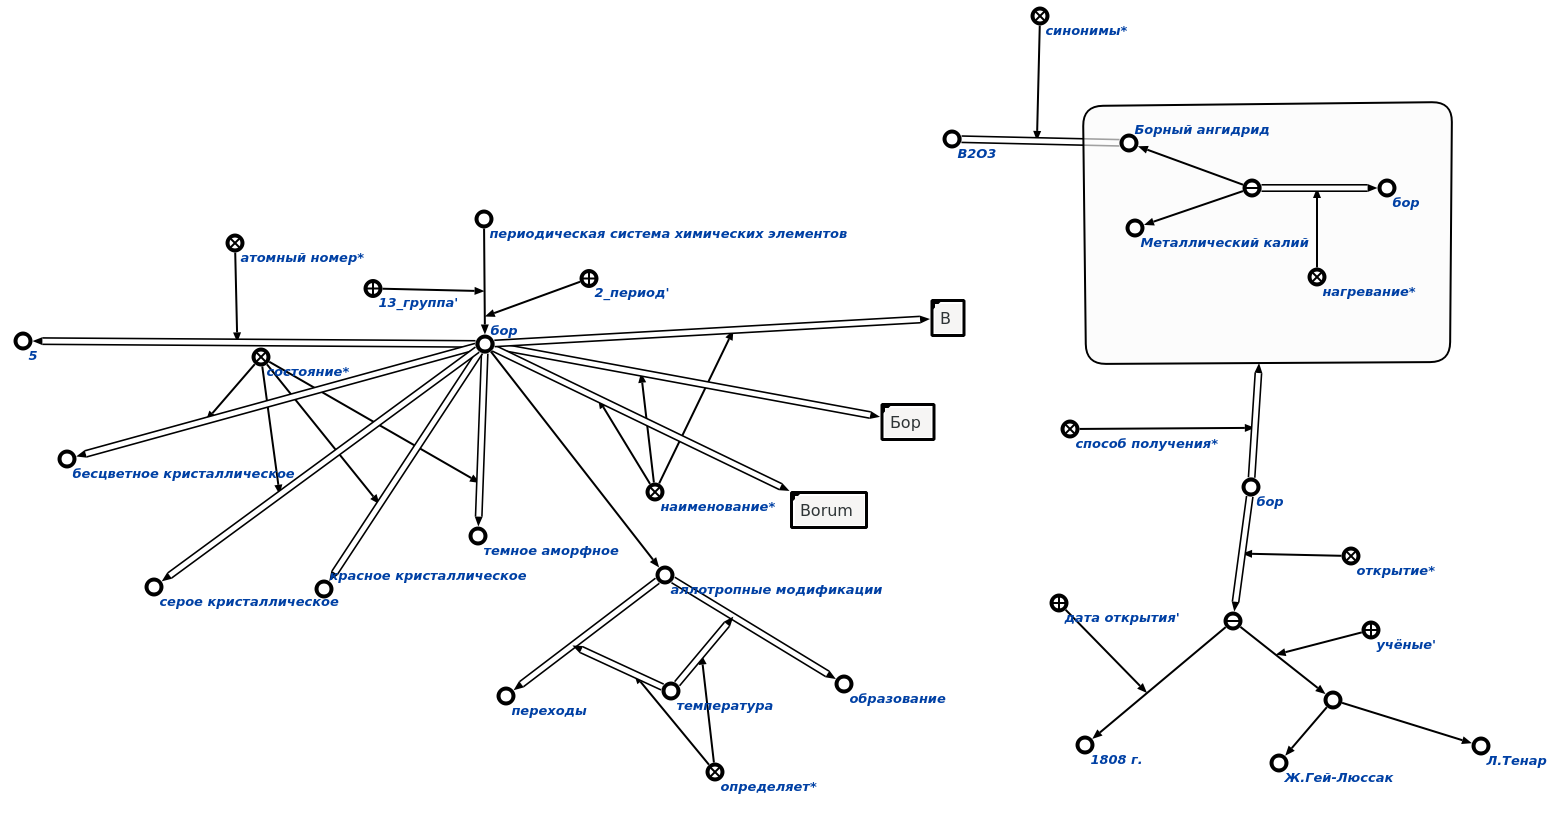 синонимы*
Борный ангидрид
B2O3
бор
Металлический калий
нагревание*
периодическая система химических элементов
атомный номер*
13_группа'
2_период'
B
бор
5
состояние*
Бор
способ получения*
бесцветное кристаллическое
наименование*
Borum
бор
темное аморфное
открытие*
красное кристаллическое
серое кристаллическое
аллотропные модификации
дата открытия'
учёные'
образование
переходы
температура
1808 г.
Л.Тенар
Ж.Гей-Люссак
определяет*